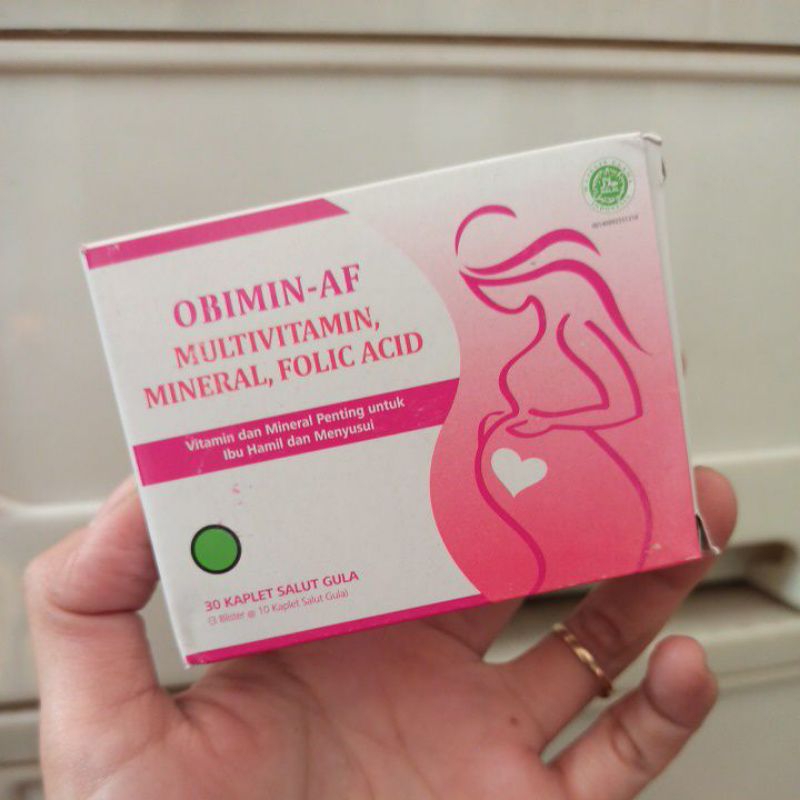 OBIMIN-AF
MULTIVITAMIN,
MINERAL, FOLIC ACID
Vitamin dan Mineral Penting untuk
Ibu Hamil dan Menyusui
30 KAPLET SALUT GULA
(3 Blister @ 10 Kaplet Salut Gula)